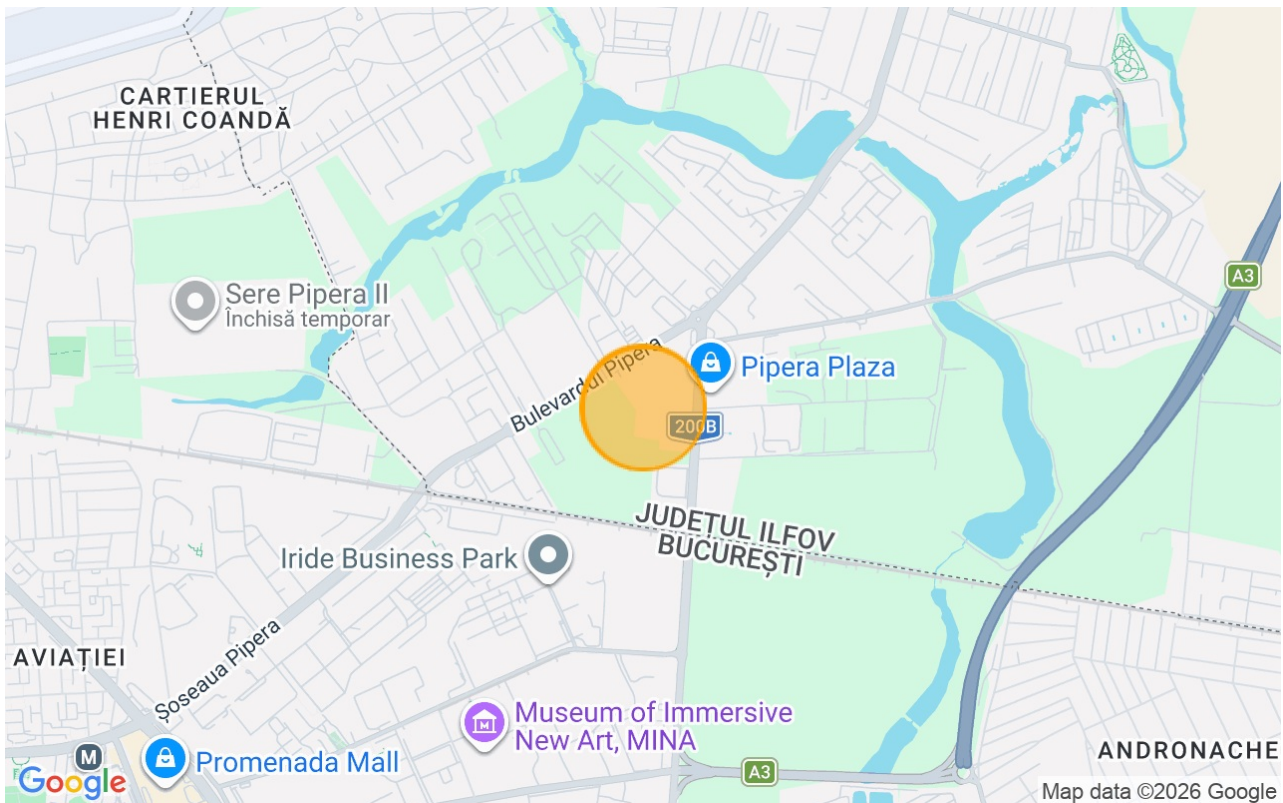 CARTIERUL
HENRI COANDĂ
A3
Sere Pipera II
Închisă temporar
Bulevardul Pipera
Pipera Plaza
200B
JUDEȚUL ILFOV
BUCUREȘTI
Iride Business Park
AVIAȚIEI
Șoseaua Pipera
Museum of Immersive
New Art, MINA
ANDRONACHE
M
Promenada Mall
A3
Google
Map data ©2026 Google